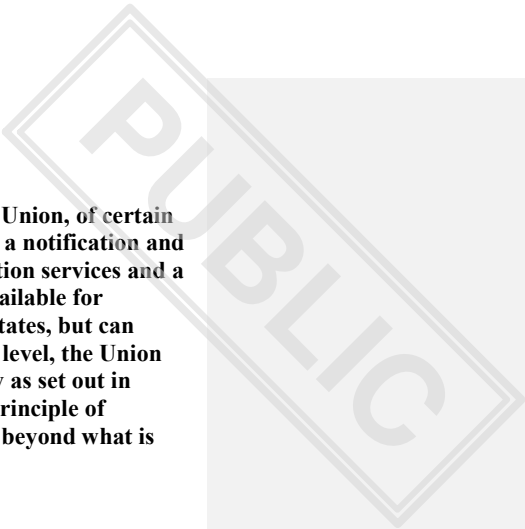 PUBLIC
Union, of certain
a notification and
tion services and a
ailable for
tates, but can
level, the Union
y as set out in
rinciple of
beyond what is